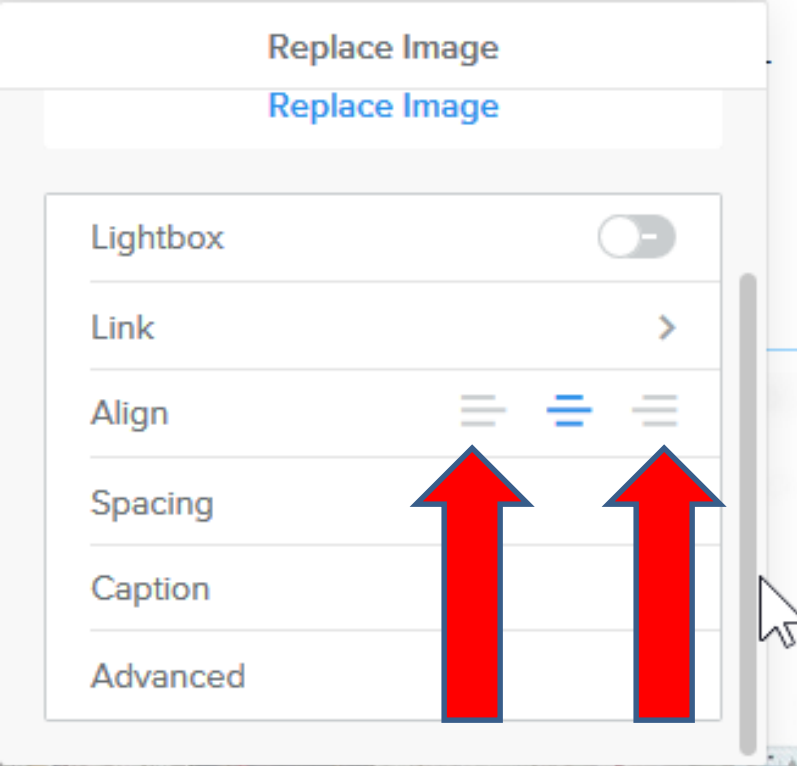 Replace Image
Replace Image
Lightbox
Link
Align
Spacing
Caption
Advanced